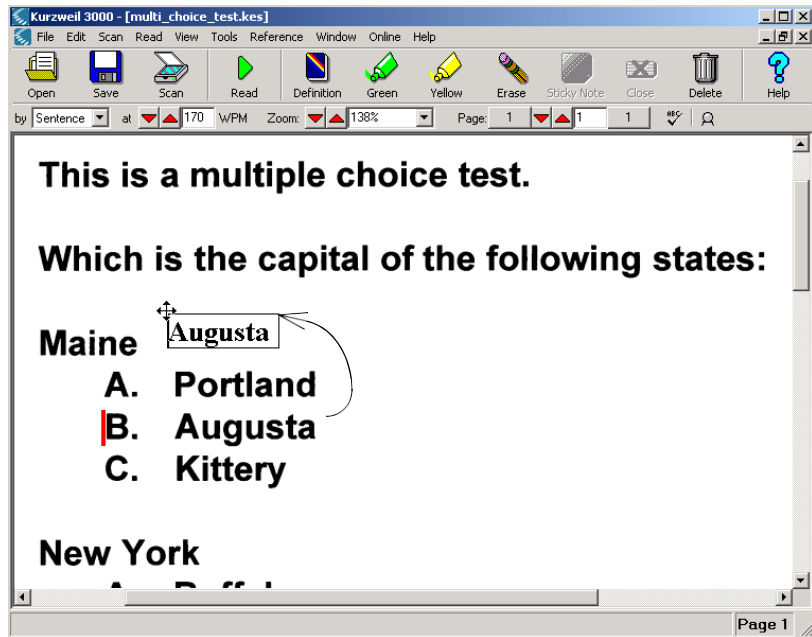 Kurzweil 3000 - [multi_choice_test.kes]
File Edit Scan Read View Tools Reference Window Online Help
Open Save Scan Read Definition Green Yellow Erase Sticky Note Close Delete Help
by Sentence at 170 WPM Zoom: 138% Page: 1 1 1
This is a multiple choice test.
Which is the capital of the following states:
Augusta
Maine
A. Portland
B. Augusta
C. Kittery
New York
Page 1